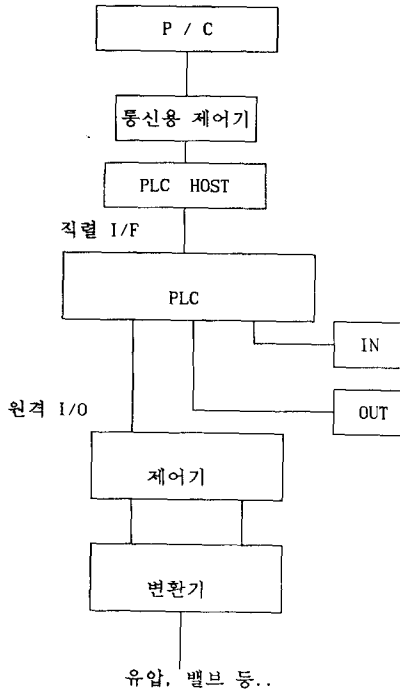 P / C
통신용 제어기
PLC HOST
직렬 I/F
PLC
IN
원격 I/O
OUT
제어기
변환기
유압, 밸브 등..